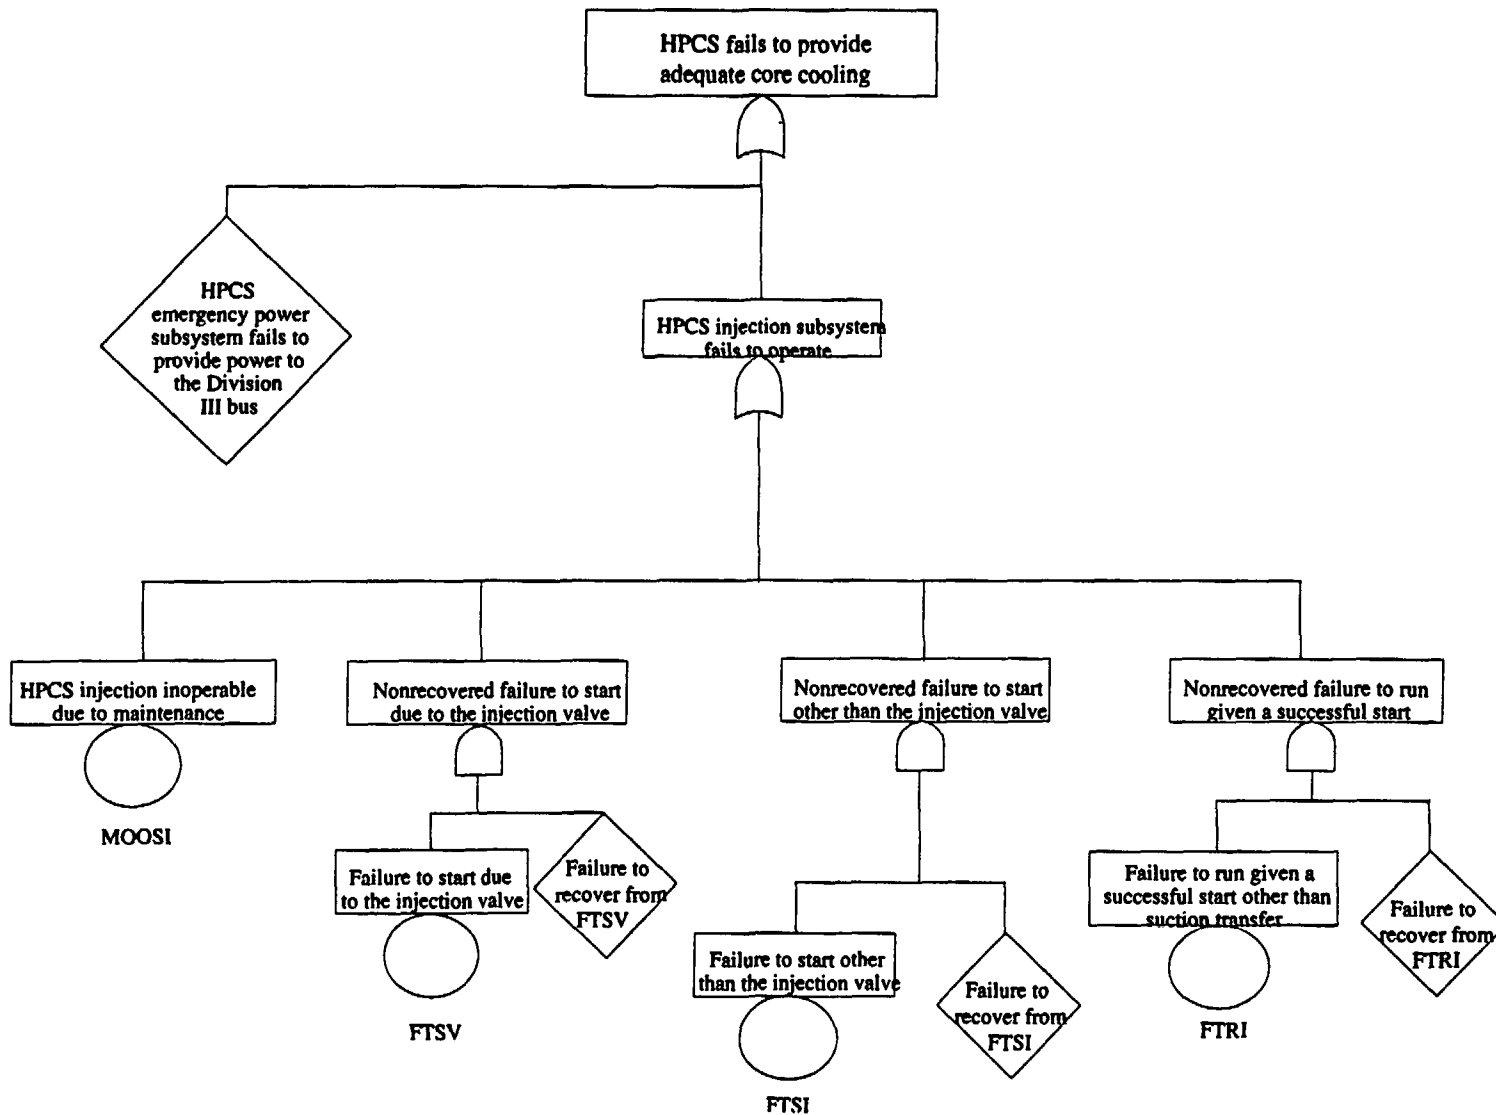 HPCS fails to provide
adequate core cooling
HPCS
emergency power
subsystem fails to
provide power to
the Division
III bus
HPCS injection subsystem
fails to operate
HPCS injection inoperable
due to maintenance
MOOSI
Nonrecovered failure to start
due to the injection valve
Failure to start due
to the injection valve
FTSV
Failure to
recover from
FTSV
Nonrecovered failure to start
other than the injection valve
Failure to start other
than the injection valve
FTSI
Failure to
recover from
FTSI
Nonrecovered failure to run
given a successful start
Failure to run given a
successful start other than
suction transfer
FTRI
Failure to
recover from
FTRI